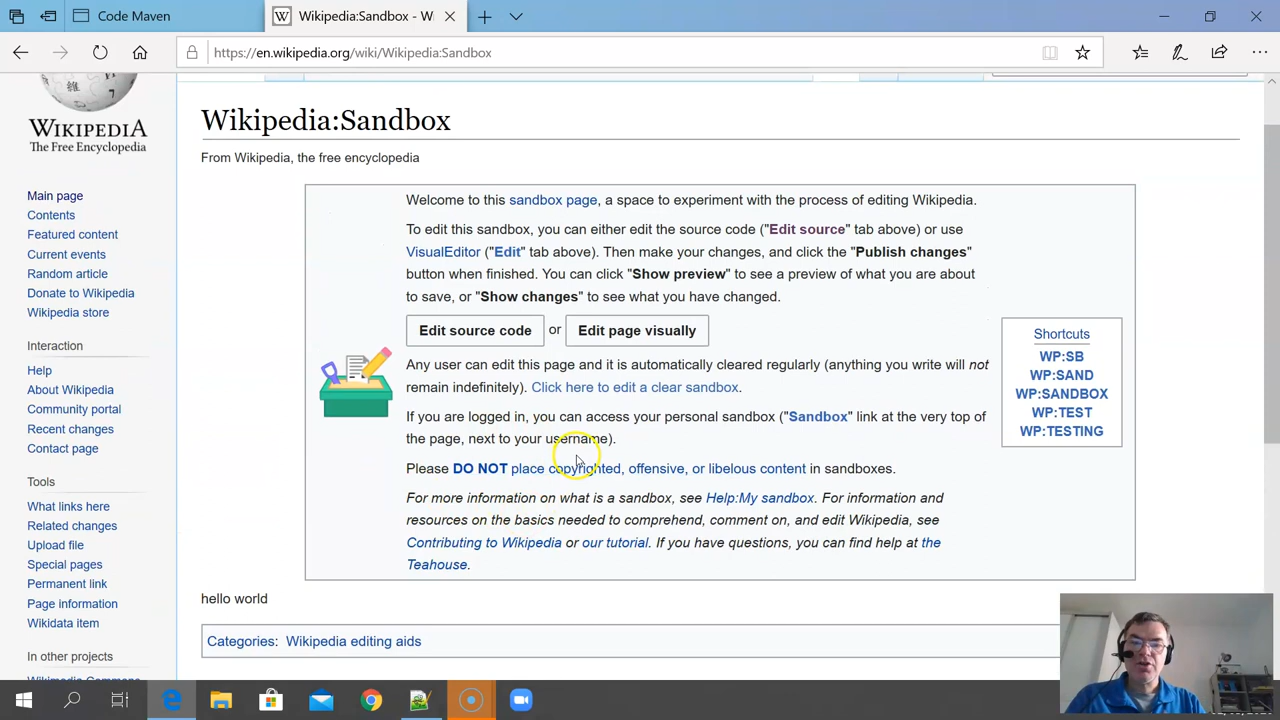 Code Maven
Wikipedia:Sandbox - W
https://en.wikipedia.org/wiki/Wikipedia:Sandbox
WIKIPEDIA
The Free Encyclopedia
Main page
Contents
Featured content
Current events
Random article
Donate to Wikipedia
Wikipedia store
Interaction
Help
About Wikipedia
Community portal
Recent changes
Contact page
Tools
What links here
Related changes
Upload file
Special pages
Permanent link
Page information
Wikidata item
In other projects
Wikimedia Commons
Wikipedia:Sandbox
From Wikipedia, the free encyclopedia
Welcome to this sandbox page, a space to experiment with the process of editing Wikipedia.
To edit this sandbox, you can either edit the source code ("Edit source" tab above) or use
VisualEditor ("Edit" tab above). Then make your changes, and click the "Publish changes"
button when finished. You can click "Show preview" to see a preview of what you are about
to save, or "Show changes" to see what you have changed.
Edit source code or Edit page visually
Any user can edit this page and it is automatically cleared regularly (anything you write will not
remain indefinitely). Click here to edit a clear sandbox.
If you are logged in, you can access your personal sandbox ("Sandbox" link at the very top of
the page, next to your username).
Please DO NOT place copyrighted, offensive, or libelous content in sandboxes.
For more information on what is a sandbox, see Help:My sandbox. For information and
resources on the basics needed to comprehend, comment on, and edit Wikipedia, see
Contributing to Wikipedia or our tutorial. If you have questions, you can find help at the
Teahouse.
Shortcuts
WP:SB
WP:SAND
WP:SANDBOX
WP:TEST
WP:TESTING
hello world
Categories: Wikipedia editing aids